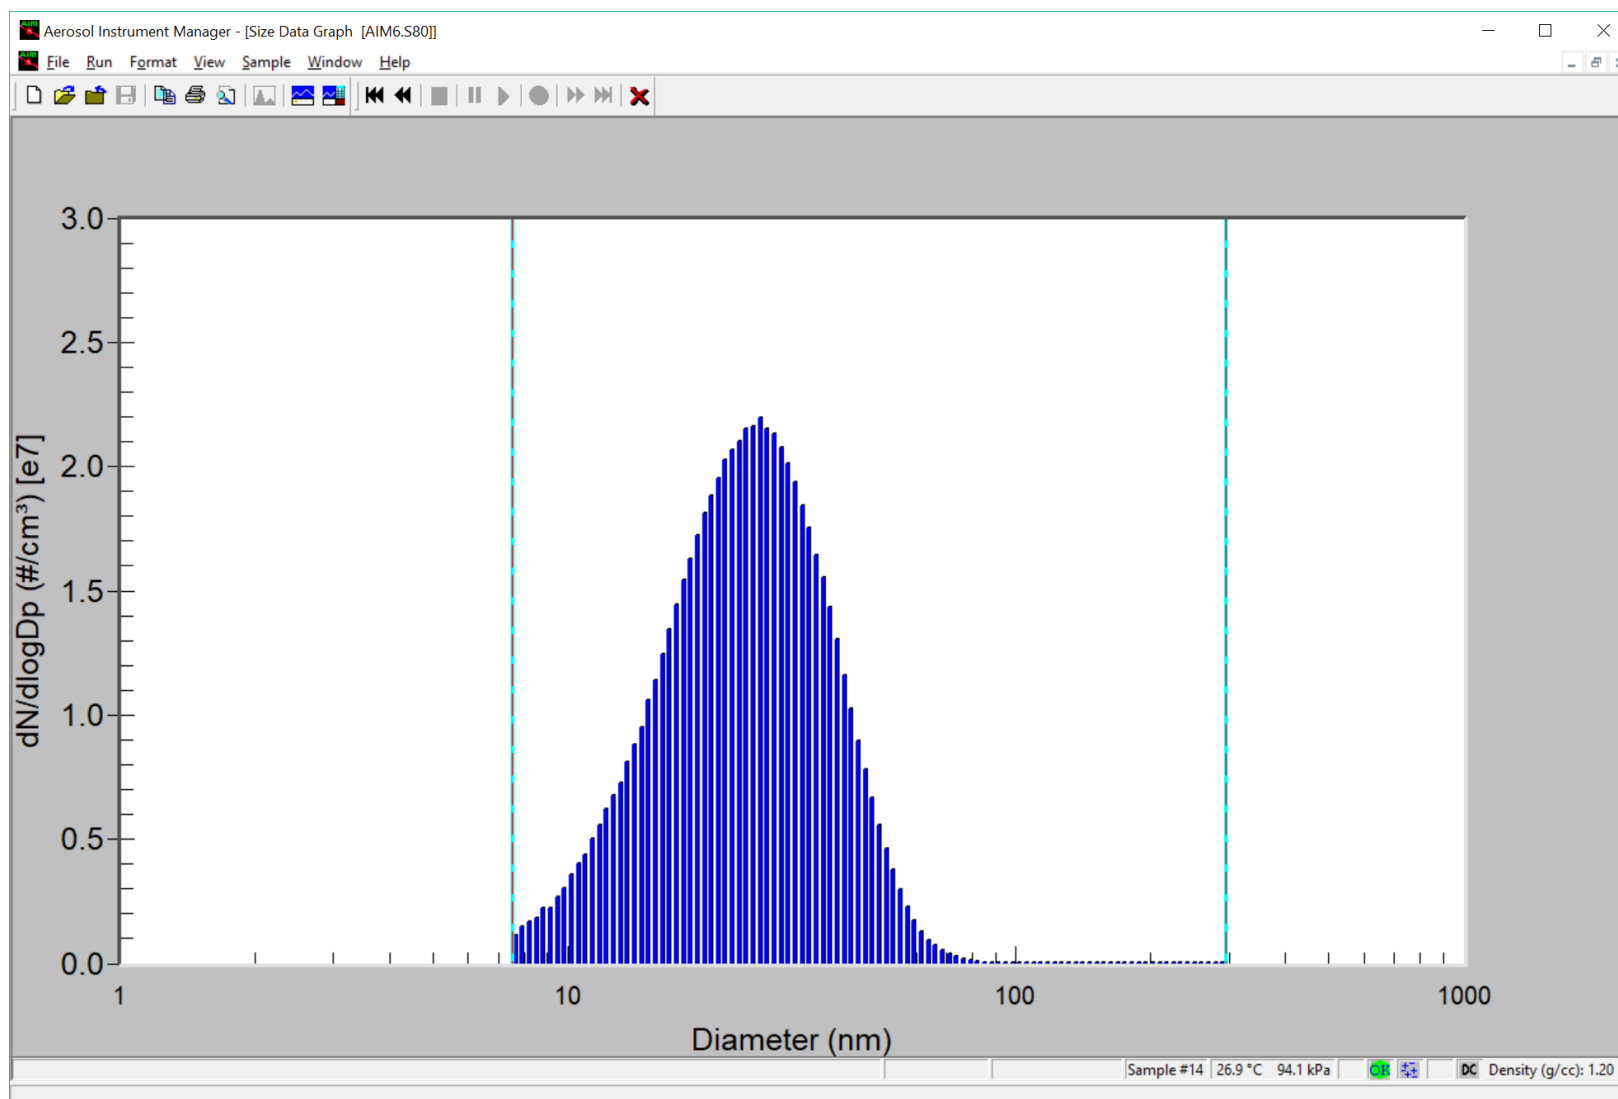 Aerosol Instrument Manager - [Size Data Graph  [AIM6.S80]]
File Run Format View Sample Window Help
3.0
2.5
2.0
1.5
1.0
0.5
0.0
dN/dlogDp (#/cm³) [e7]
1 10 100 1000
Diameter (nm)
Sample #14 26.9 °C 94.1 kPa OK DC Density (g/cc): 1.20